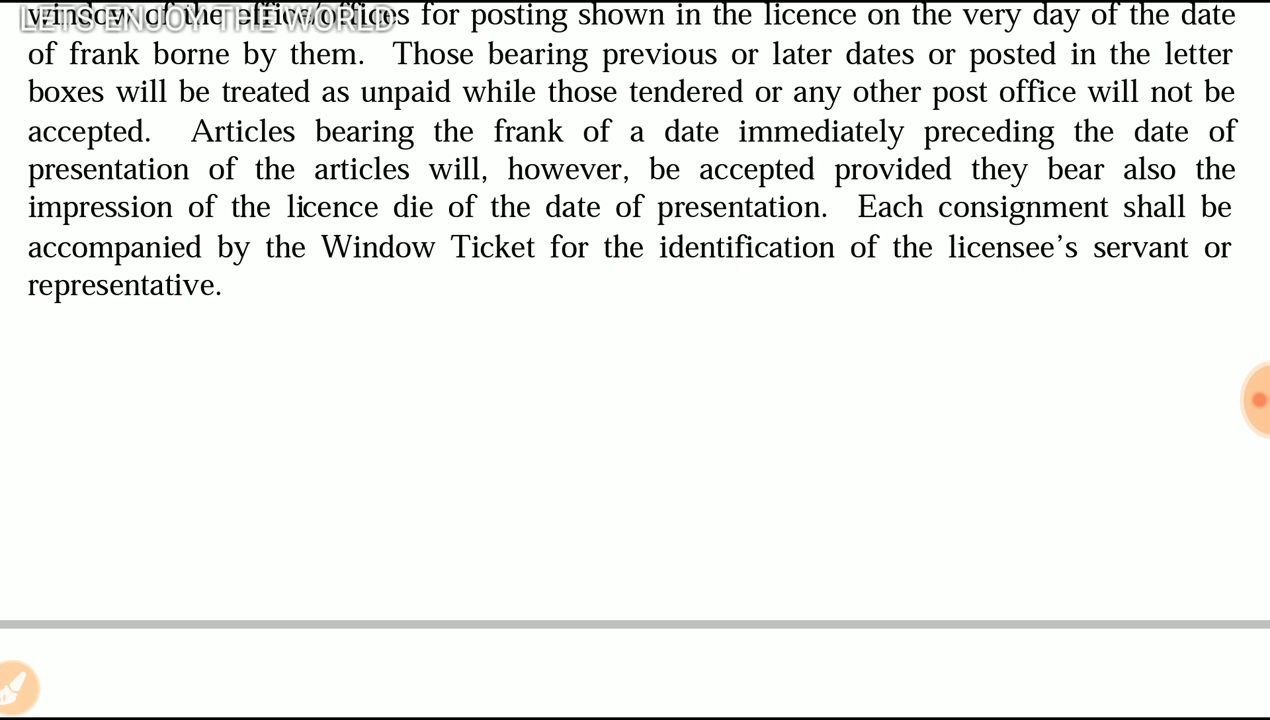 LETS ENJOY THE WORLD
window of the office/offices for posting shown in the licence on the very day of the date
of frank borne by them. Those bearing previous or later dates or posted in the letter
boxes will be treated as unpaid while those tendered or any other post office will not be
accepted. Articles bearing the frank of a date immediately preceding the date of
presentation of the articles will, however, be accepted provided they bear also the
impression of the licence die of the date of presentation. Each consignment shall be
accompanied by the Window Ticket for the identification of the licensee’s servant or
representative.